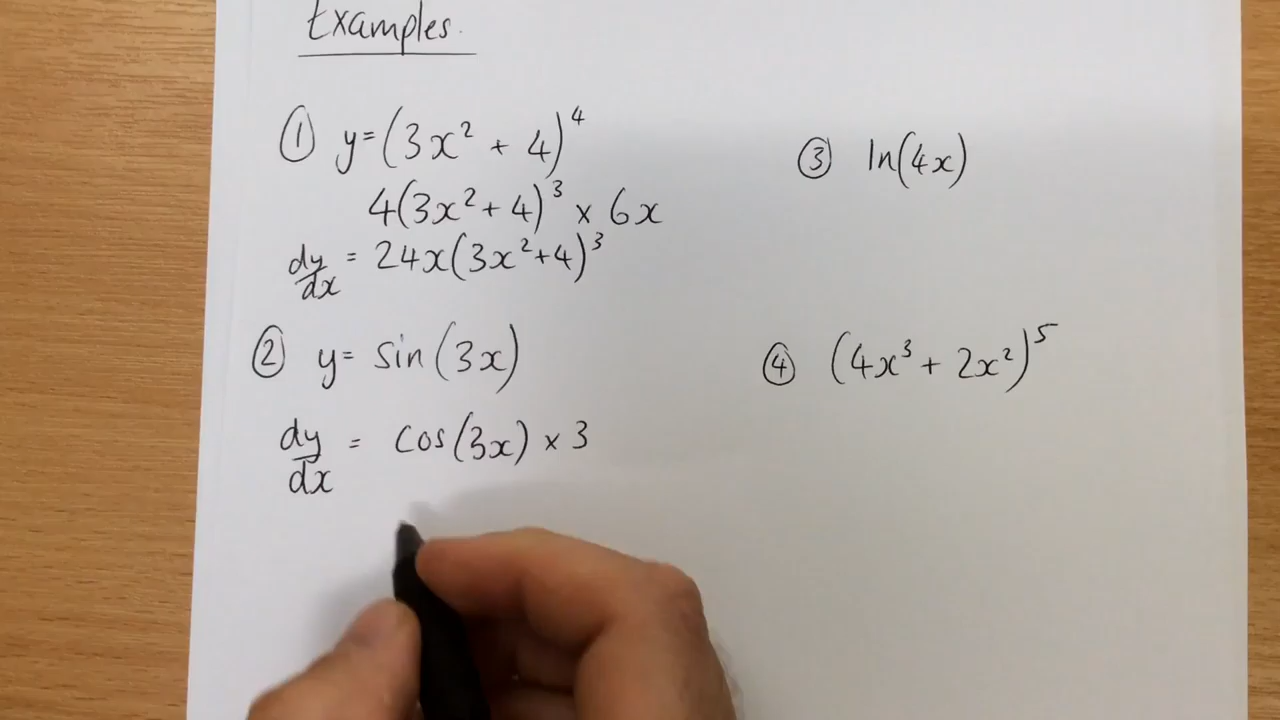 Examples.
① y=(3x² + 4)⁴
4(3x² + 4)³ × 6x
dy/dx = 24x(3x²+4)³
② y= sin(3x)
dy/dx = cos(3x) × 3
③ ln(4x)
④ (4x³ + 2x²)⁵